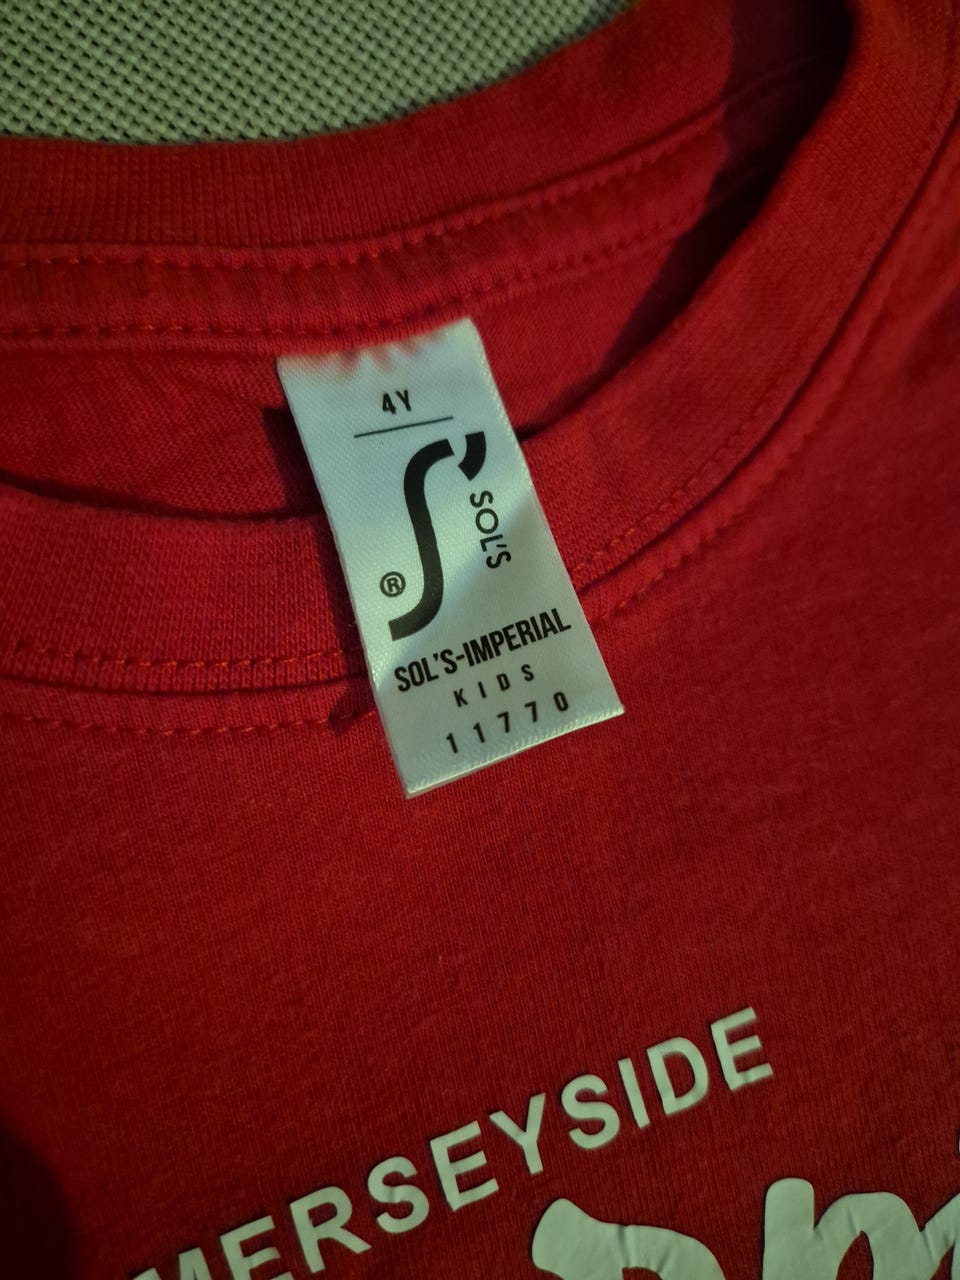 4Y
SOL'S
®
SOL'S-IMPERIAL
KIDS
11770
MERSEYSIDE